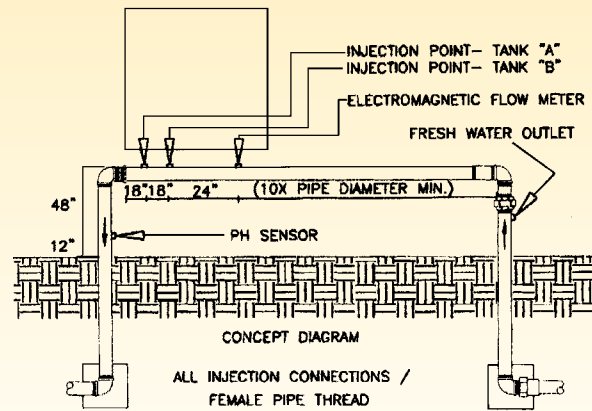 INJECTION POINT– TANK "A"
INJECTION POINT– TANK "B"
ELECTROMAGNETIC FLOW METER
FRESH WATER OUTLET
18" 18" 24" (10X PIPE DIAMETER MIN.)
48"
12"
PH SENSOR
CONCEPT DIAGRAM
ALL INJECTION CONNECTIONS /
FEMALE PIPE THREAD